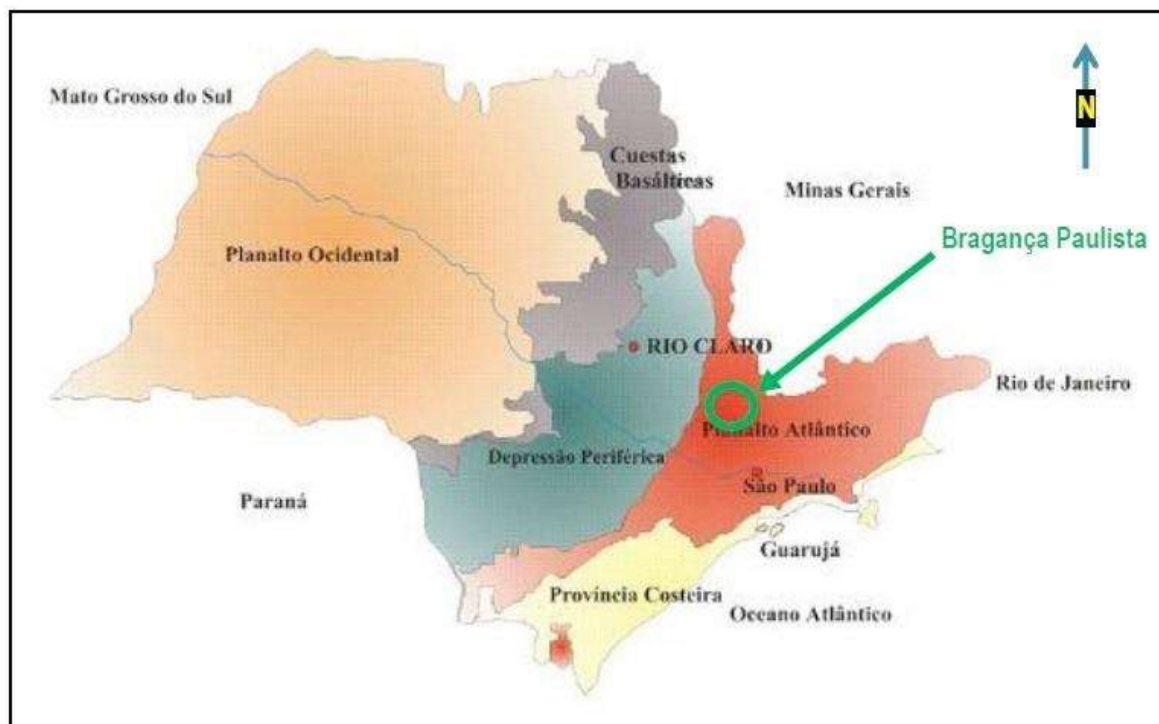 Mato Grosso do Sul
N
Cuestas
Basálticas
Minas Gerais
Bragança Paulista
Planalto Ocidental
RIO CLARO
Rio de Janeiro
Planalto Atlântico
Depressão Periférica
São Paulo
Paraná
Guarujá
Província Costeira
Oceano Atlântico